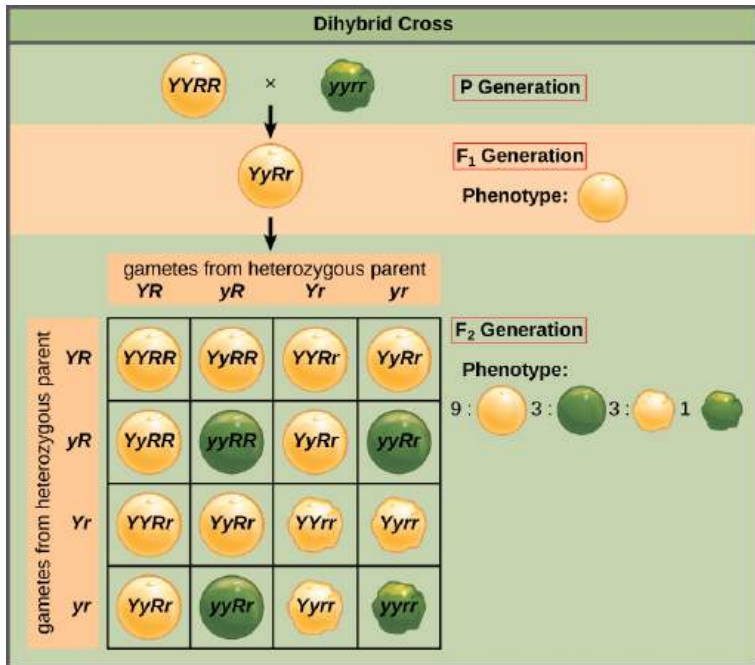 Dihybrid Cross
YYRR × yyrr
P Generation
YyRr
F₁ Generation
Phenotype:
gametes from heterozygous parent
YR yR Yr yr
gametes from heterozygous parent
YR YYRR YyRR YYRr YyRr
yR YyRR yyRR YyRr yyRr
Yr YYRr YyRr YYrr Yyrr
yr YyRr yyRr Yyrr yyrr
F₂ Generation
Phenotype:
9 : 3 : 3 : 1